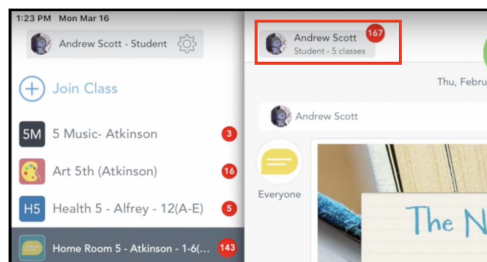 1:23 PM Mon Mar 16
Andrew Scott - Student
Join Class
5M 5 Music- Atkinson 3
Art 5th (Atkinson) 16
H5 Health 5 - Alfrey - 12(A-E) 5
Home Room 5 - Atkinson - 1-6(... 143
Andrew Scott 167
Student - 5 classes
Thu, Febru
Andrew Scott
Everyone
The N